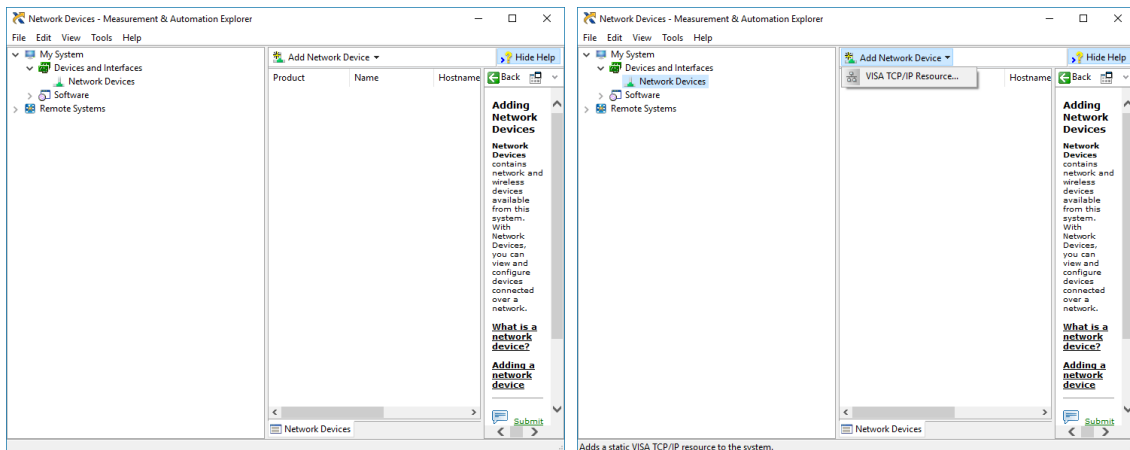 Network Devices - Measurement & Automation Explorer
File Edit View Tools Help
My System
Devices and Interfaces
Network Devices
Software
Remote Systems
Add Network Device
Product Name Hostname
Network Devices
Hide Help
Back
Adding
Network
Devices
Network
Devices
contains
network and
wireless
devices
available
from this
system.
With
Network
Devices,
you can
view and
configure
devices
connected
over a
network.
What is a
network
device?
Adding a
network
device
Submit
Network Devices - Measurement & Automation Explorer
File Edit View Tools Help
My System
Devices and Interfaces
Network Devices
Software
Remote Systems
Add Network Device
VISA TCP/IP Resource...
Hostname
Network Devices
Hide Help
Back
Adding
Network
Devices
Network
Devices
contains
network and
wireless
devices
available
from this
system.
With
Network
Devices,
you can
view and
configure
devices
connected
over a
network.
What is a
network
device?
Adding a
network
device
Submit
Adds a static VISA TCP/IP resource to the system.